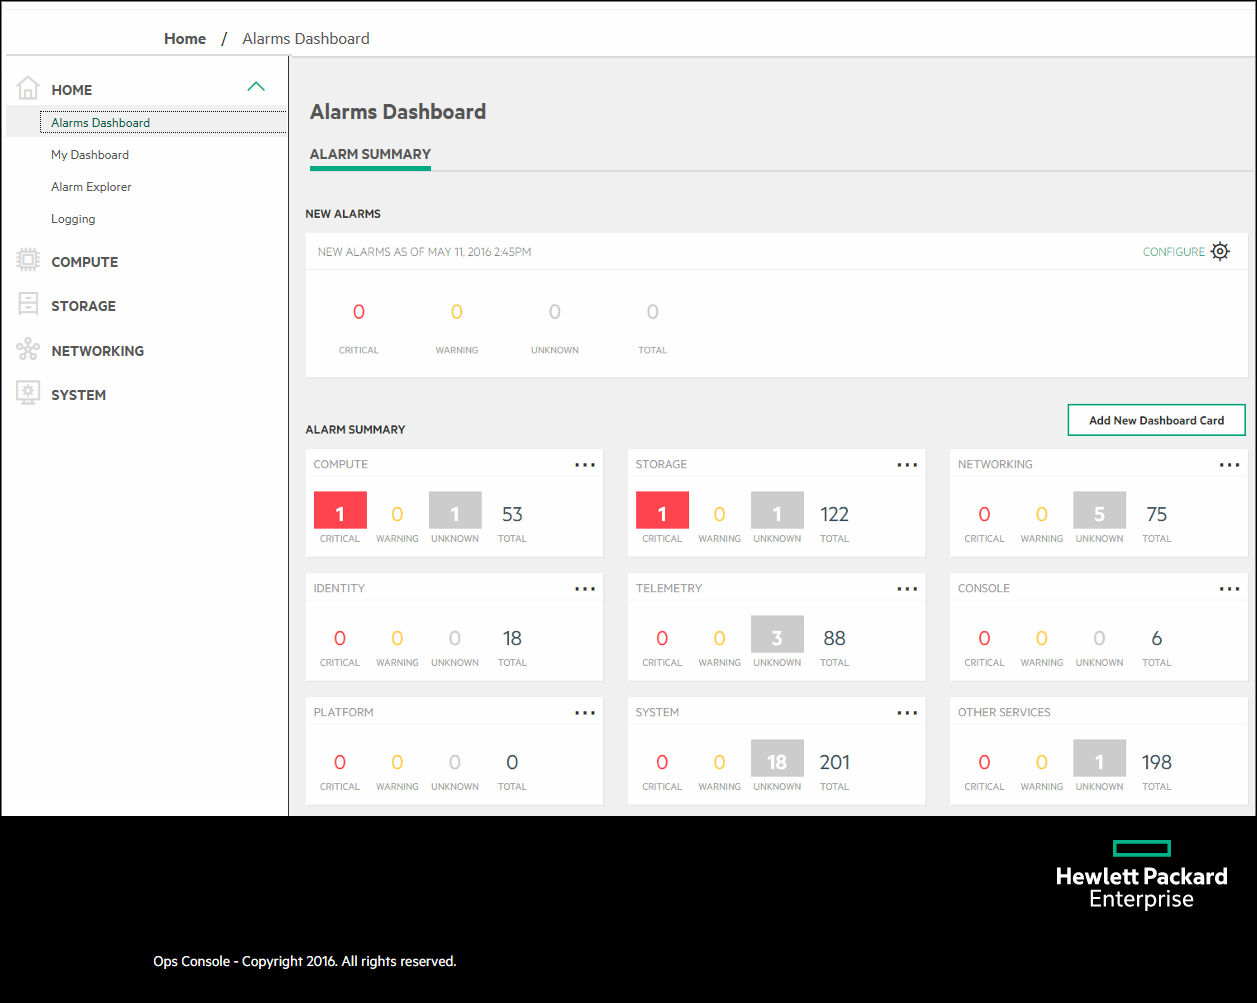 Home / Alarms Dashboard
HOME
Alarms Dashboard
My Dashboard
Alarm Explorer
Logging
COMPUTE
STORAGE
NETWORKING
SYSTEM
Alarms Dashboard
ALARM SUMMARY
NEW ALARMS
NEW ALARMS AS OF MAY 11, 2016 2:45PM
CONFIGURE
0 0 0 0
CRITICAL WARNING UNKNOWN TOTAL
Add New Dashboard Card
ALARM SUMMARY
COMPUTE
1 0 1 53
CRITICAL WARNING UNKNOWN TOTAL
STORAGE
1 0 1 122
CRITICAL WARNING UNKNOWN TOTAL
NETWORKING
0 0 5 75
CRITICAL WARNING UNKNOWN TOTAL
IDENTITY
0 0 0 18
CRITICAL WARNING UNKNOWN TOTAL
TELEMETRY
0 0 3 88
CRITICAL WARNING UNKNOWN TOTAL
CONSOLE
0 0 0 6
CRITICAL WARNING UNKNOWN TOTAL
PLATFORM
0 0 0 0
CRITICAL WARNING UNKNOWN TOTAL
SYSTEM
0 0 18 201
CRITICAL WARNING UNKNOWN TOTAL
OTHER SERVICES
0 0 1 198
CRITICAL WARNING UNKNOWN TOTAL
Hewlett Packard
Enterprise
Ops Console - Copyright 2016. All rights reserved.